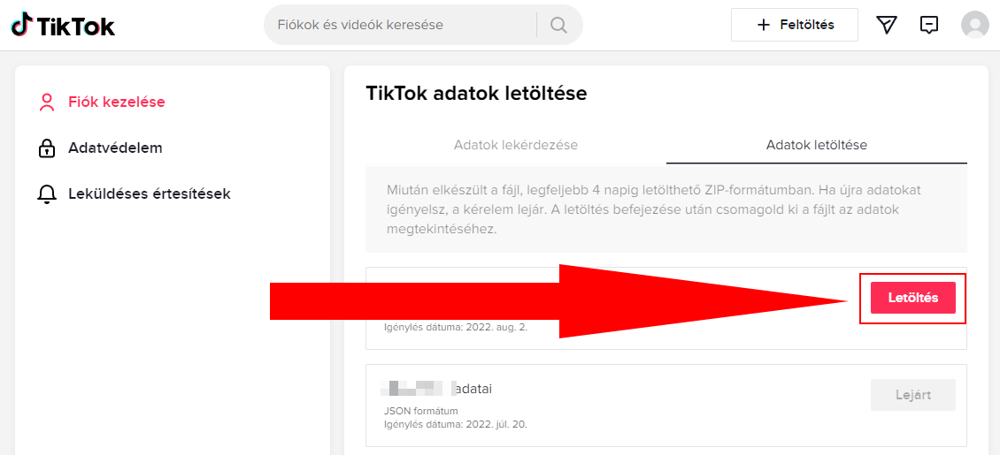 TikTok
Fiókok és videók keresése
Feltöltés
Fiók kezelése
Adatvédelem
Leküldéses értesítések
TikTok adatok letöltése
Adatok lekérdezése
Adatok letöltése
Miután elkészült a fájl, legfeljebb 4 napig letölthető ZIP-formátumban. Ha újra adatokat
igényelsz, a kérelem lejár. A letöltés befejezése után csomagold ki a fájlt az adatok
megtekintéséhez.
Letöltés
Igénylés dátuma: 2022. aug. 2.
adatai
Lejárt
JSON formátum
Igénylés dátuma: 2022. júl. 20.